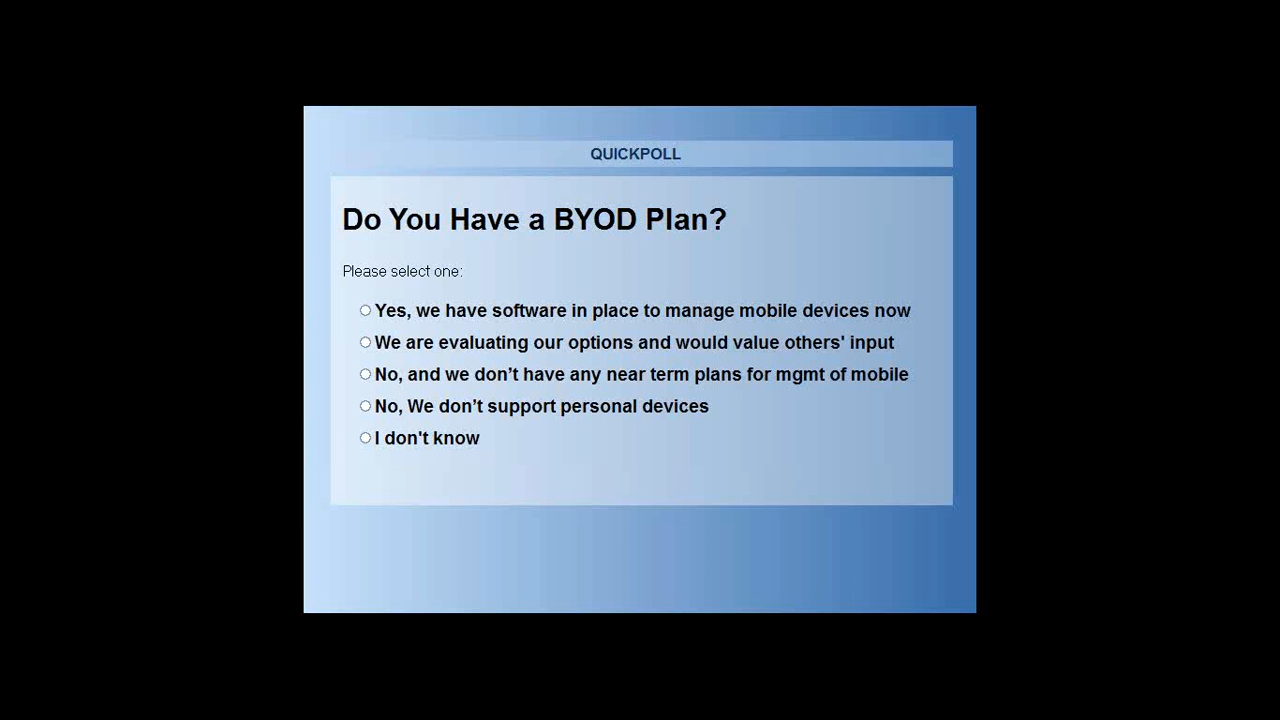 QUICKPOLL
Do You Have a BYOD Plan?
Please select one:
Yes, we have software in place to manage mobile devices now
We are evaluating our options and would value others' input
No, and we don’t have any near term plans for mgmt of mobile
No, We don’t support personal devices
I don't know